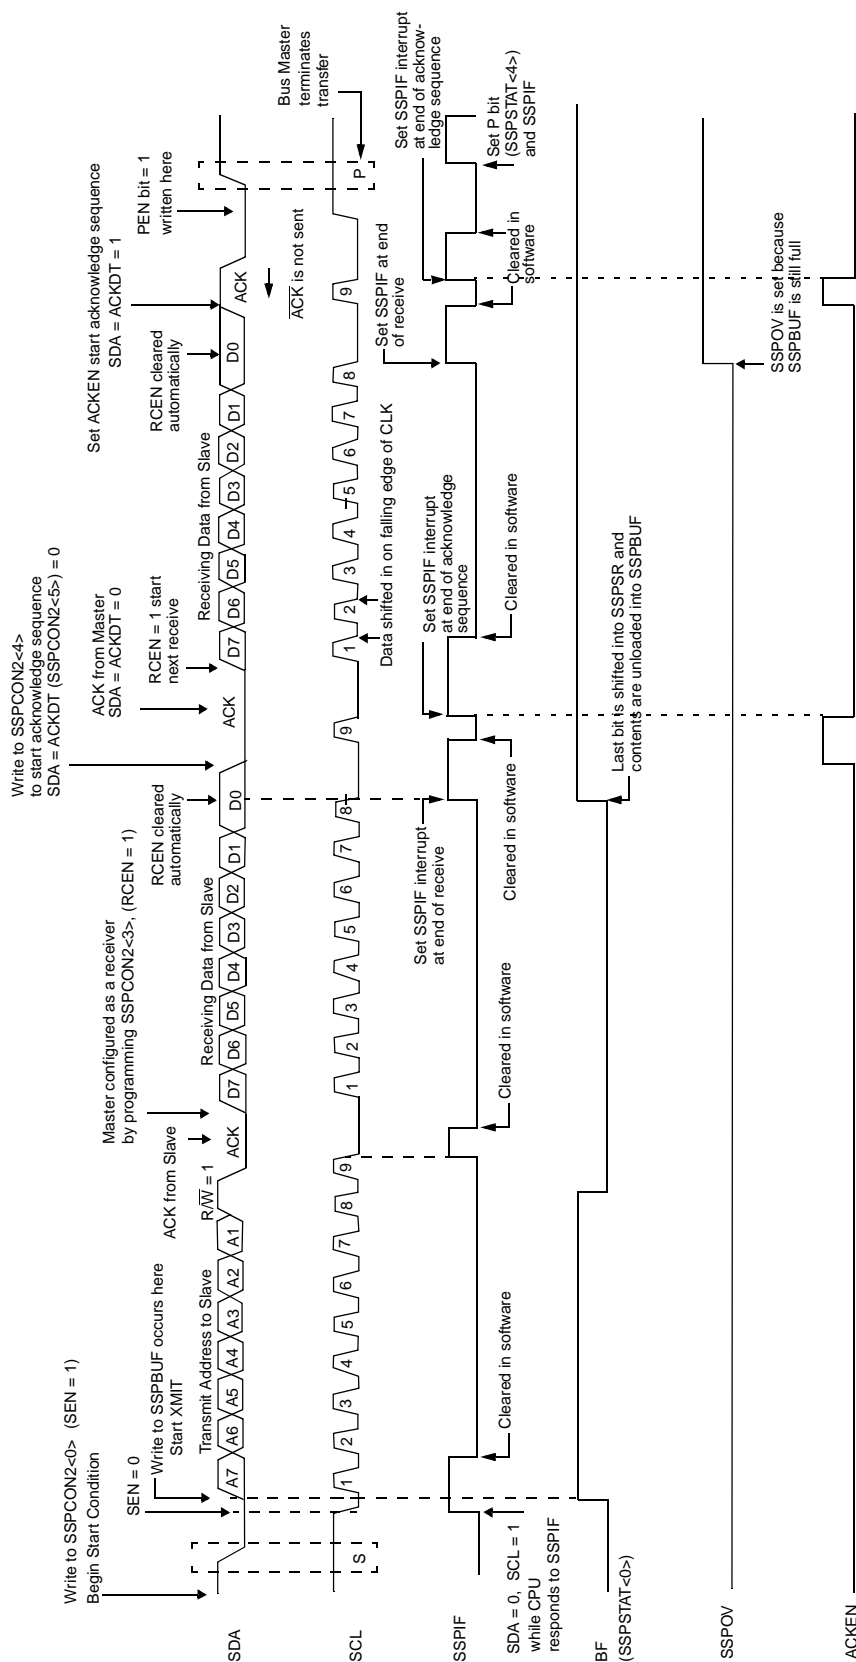 Write to SSPCON2<0> (SEN = 1)
Begin Start Condition
SEN = 0
Write to SSPBUF occurs here
Start XMIT
ACK from Slave
Master configured as a receiver
by programming SSPCON2<3>, (RCEN = 1)
RCEN cleared
automatically
Write to SSPCON2<4>
to start acknowledge sequence
SDA = ACKDT (SSPCON2<5>) = 0
ACK from Master
SDA = ACKDT = 0
RCEN = 1 start
next receive
RCEN cleared
automatically
Set ACKEN start acknowledge sequence
SDA = ACKDT = 1
PEN bit = 1
written here
Transmit Address to Slave
R/W = 1
Receiving Data from Slave
Receiving Data from Slave
SDA
A7 A6 A5 A4 A3 A2 A1
ACK
D7 D6 D5 D4 D3 D2 D1 D0
ACK
D7 D6 D5 D4 D3 D2 D1 D0
ACK
ACK is not sent
Bus Master
terminates
transfer
SCL
S
1 2 3 4 5 6 7 8 9
1 2 3 4 5 6 7 8 9
1 2 3 4 5 6 7 8 9
P
Data shifted in on falling edge of CLK
Set SSPIF interrupt
at end of receive
Set SSPIF interrupt
at end of acknowledge
sequence
Set SSPIF at end
of receive
Set SSPIF interrupt
at end of acknow-
ledge sequence
SSPIF
SDA = 0, SCL = 1
while CPU
responds to SSPIF
Cleared in software
Cleared in software
Cleared in software
Cleared in software
Cleared in
software
Set P bit
(SSPSTAT<4>)
and SSPIF
BF
(SSPSTAT<0>)
Last bit is shifted into SSPSR and
contents are unloaded into SSPBUF
SSPOV
SSPOV is set because
SSPBUF is still full
ACKEN